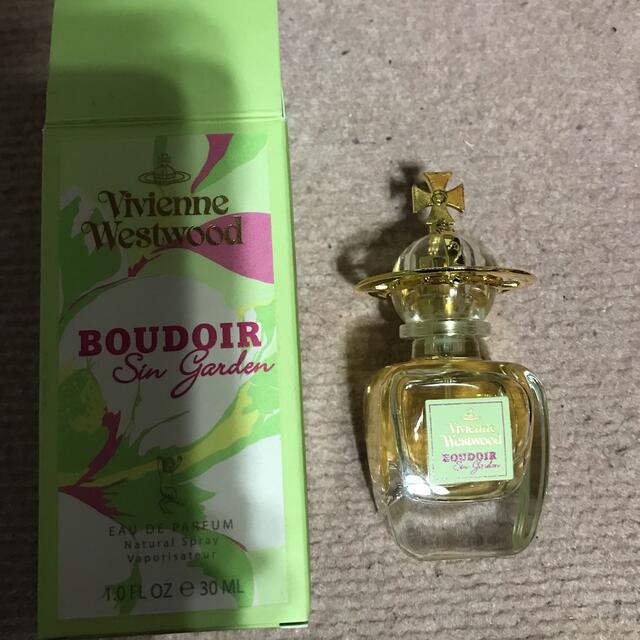 Vivienne
Westwood
BOUDOIR
Sin Garden
EAU DE PARFUM
Natural Spray
Vaporisateur
1.0 FL OZ e 30 ML
Vivienne
Westwood
BOUDOIR
Sin Garden